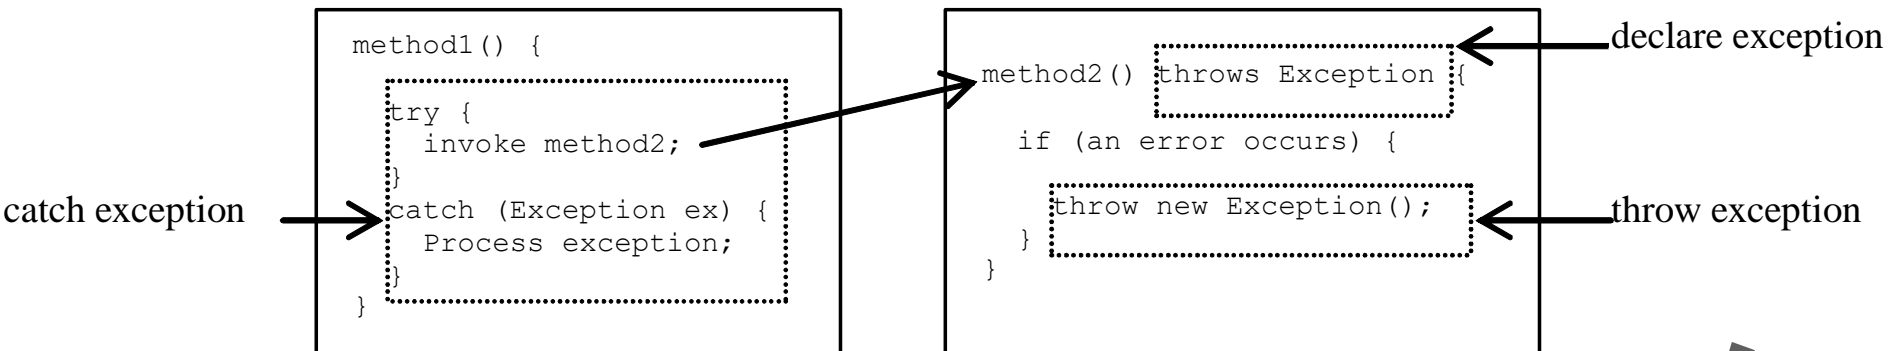 method1() {
try {
invoke method2;
}
catch (Exception ex) {
Process exception;
}
}
catch exception
method2() throws Exception {
if (an error occurs) {
throw new Exception();
}
}
declare exception
throw exception